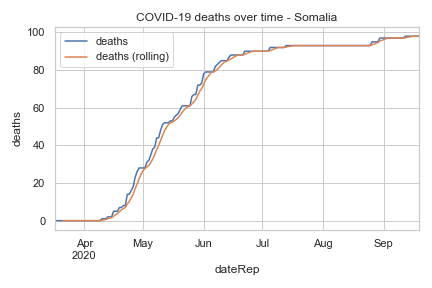 COVID-19 deaths over time - Somalia
deaths
deaths (rolling)
100
80
60
40
20
0
deaths
Apr
2020
May
Jun
Jul
Aug
Sep
dateRep